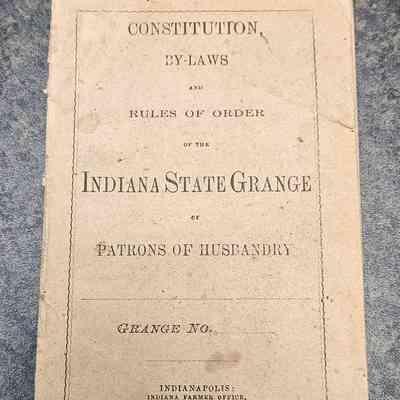 CONSTITUTION,
BY-LAWS
AND
RULES OF ORDER
OF THE
INDIANA STATE GRANGE
OF
PATRONS OF HUSBANDRY
GRANGE NO.
INDIANAPOLIS:
INDIANA FARMER OFFICE,